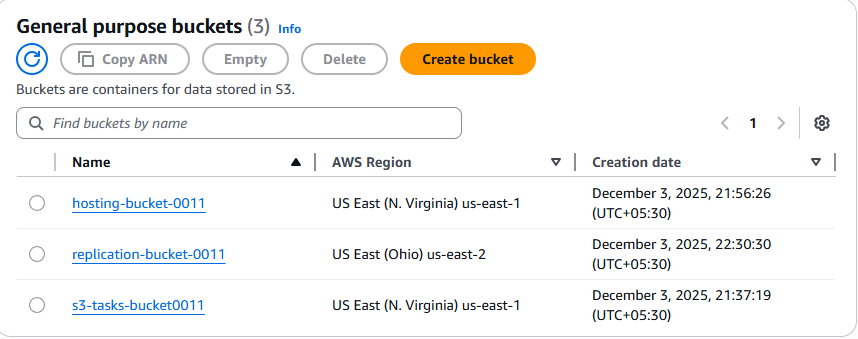 General purpose buckets (3) Info
Copy ARN Empty Delete Create bucket
Buckets are containers for data stored in S3.
Find buckets by name 1
Name AWS Region Creation date
hosting-bucket-0011 US East (N. Virginia) us-east-1 December 3, 2025, 21:56:26
(UTC+05:30)
replication-bucket-0011 US East (Ohio) us-east-2 December 3, 2025, 22:30:30
(UTC+05:30)
s3-tasks-bucket0011 US East (N. Virginia) us-east-1 December 3, 2025, 21:37:19
(UTC+05:30)